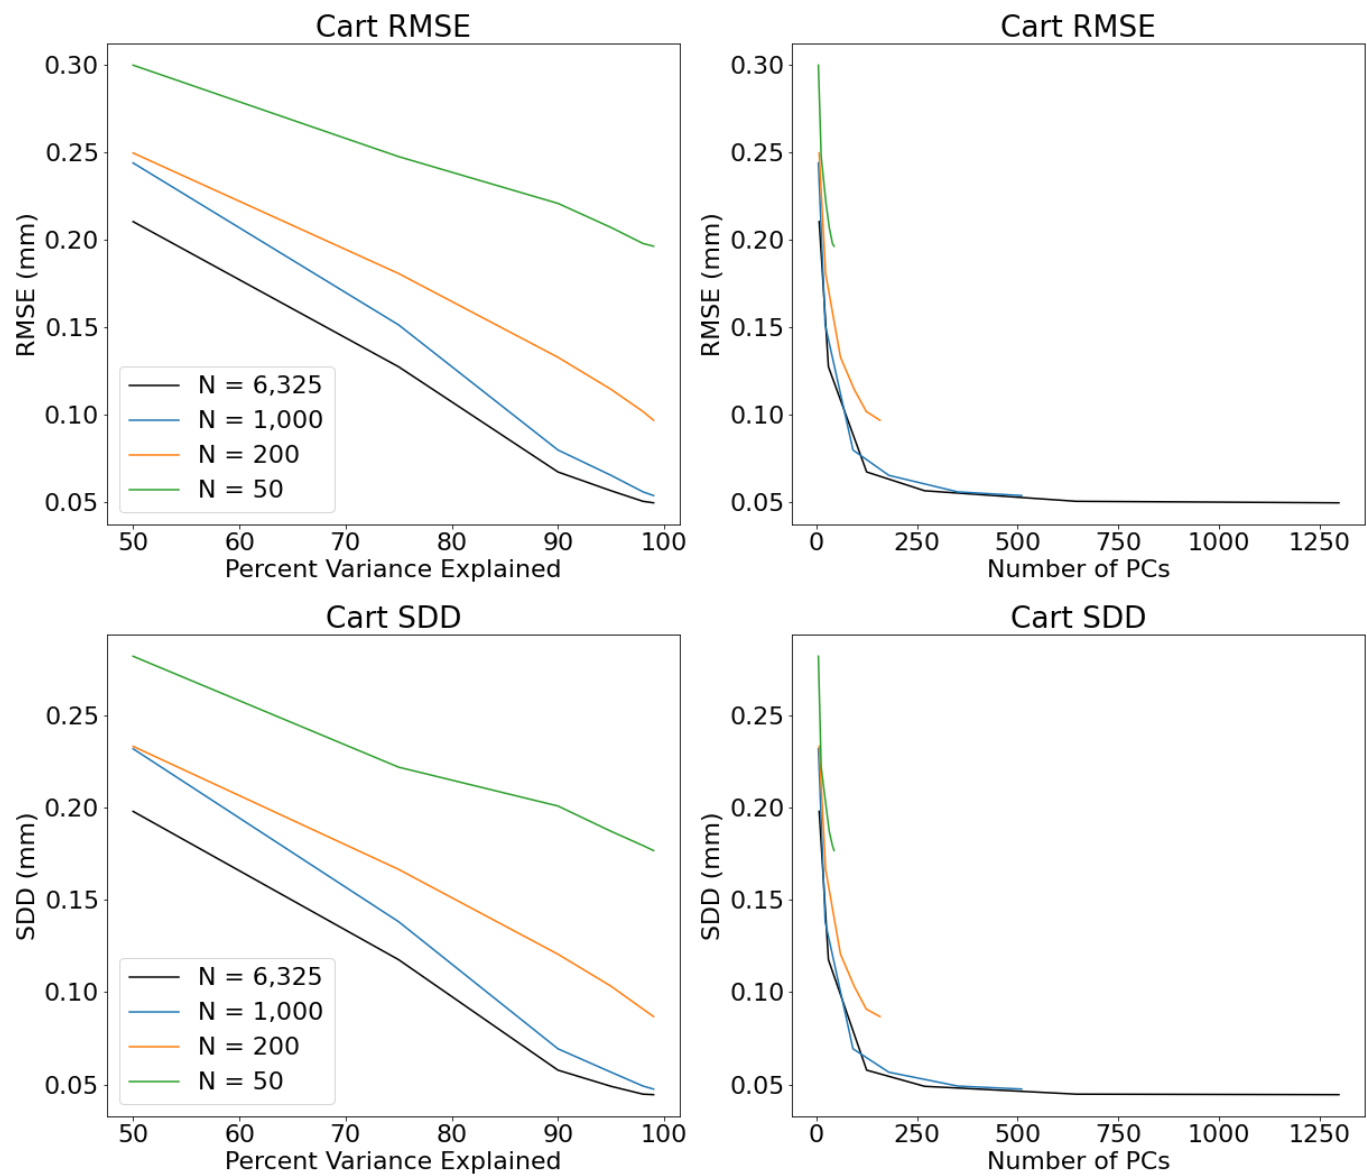 Cart RMSE
RMSE (mm)
0.30
0.25
0.20
0.15
0.10
0.05
N = 6,325
N = 1,000
N = 200
N = 50
50 60 70 80 90 100
Percent Variance Explained
Cart RMSE
RMSE (mm)
0.30
0.25
0.20
0.15
0.10
0.05
0 250 500 750 1000 1250
Number of PCs
Cart SDD
SDD (mm)
0.25
0.20
0.15
0.10
0.05
N = 6,325
N = 1,000
N = 200
N = 50
50 60 70 80 90 100
Percent Variance Explained
Cart SDD
SDD (mm)
0.25
0.20
0.15
0.10
0.05
0 250 500 750 1000 1250
Number of PCs